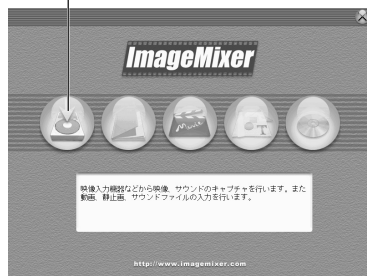 ImageMixer
Movie
T
映像入力機器などから映像、サウンドのキャプチャを行います。また
動画、静止画、サウンドファイルの入力を行います。
http://www.imagemixer.com